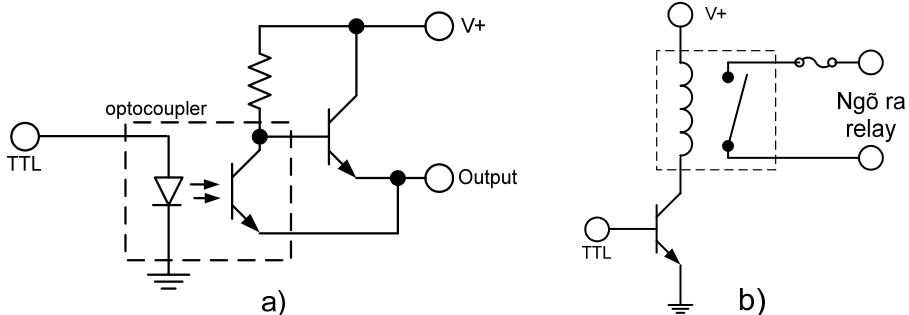 optocoupler
TTL
V+
Output
a)
V+
Ngõ ra
relay
TTL
b)